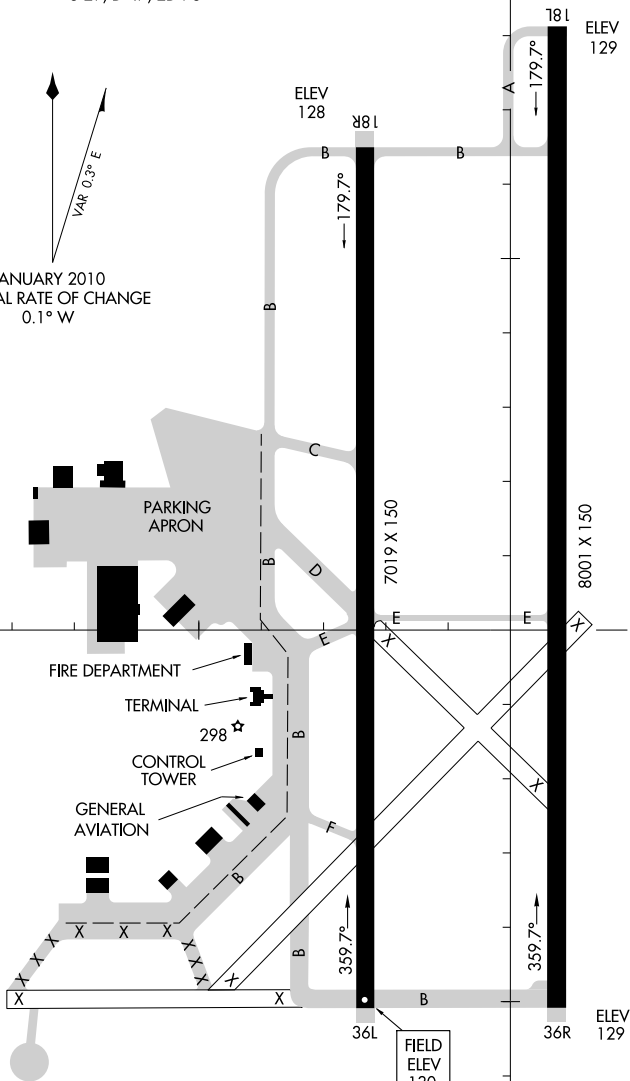 18L
ELEV
129
179.7°
A
ELEV
128
18R
B
B
179.7°
VAR 0.3° E
ANUARY 2010
AL RATE OF CHANGE
0.1° W
B
C
PARKING
APRON
7019 X 150
8001 X 150
B
D
E
E
E
X
X
FIRE DEPARTMENT
TERMINAL
298
B
CONTROL
TOWER
X
GENERAL
AVIATION
F
B
359.7°
359.7°
X X X
X X X
X X X
B
X
X
X
B
36L
36R
ELEV
129
FIELD
ELEV